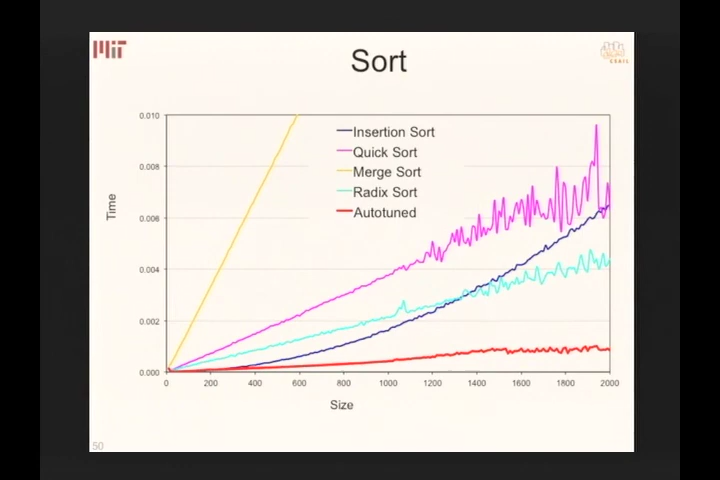 MIT
Sort
CSAIL
0.010
0.008
0.006
0.004
0.002
0.000
Time
Insertion Sort
Quick Sort
Merge Sort
Radix Sort
Autotuned
0
200
400
600
800
1000
1200
1400
1600
1800
2000
Size
50